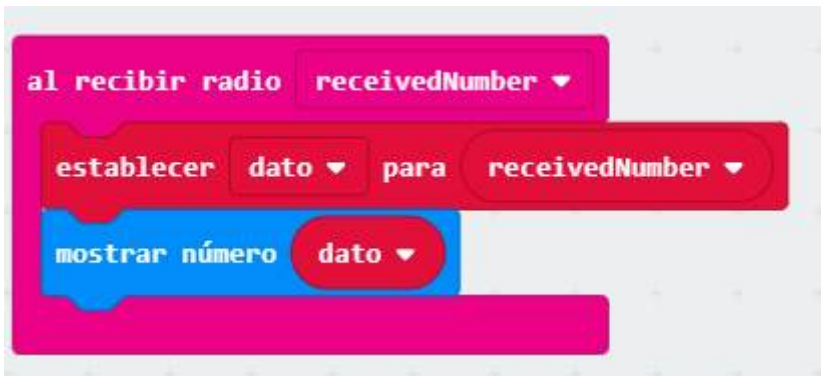 al recibir radio receivedNumber
establecer dato para receivedNumber
mostrar número dato